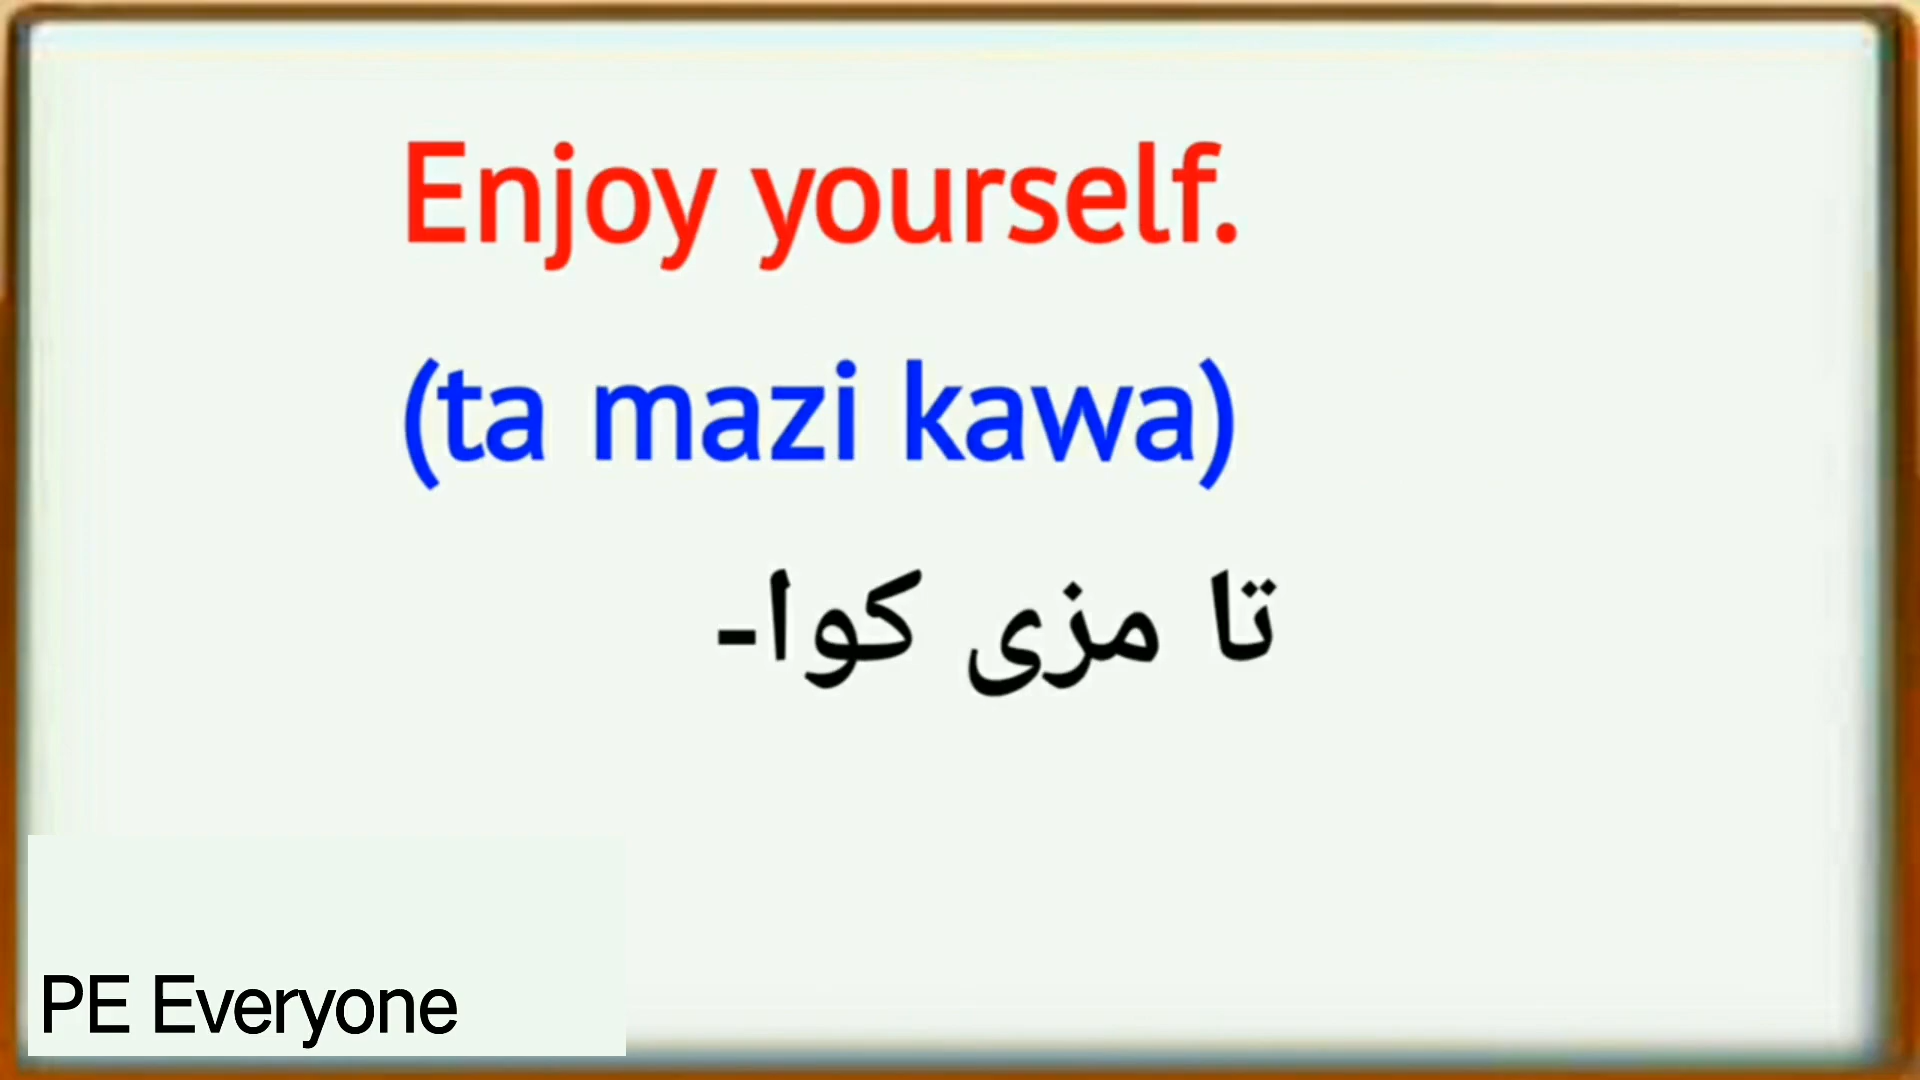 Enjoy yourself.
(ta mazi kawa)
تا مزی کوا-
PE Everyone